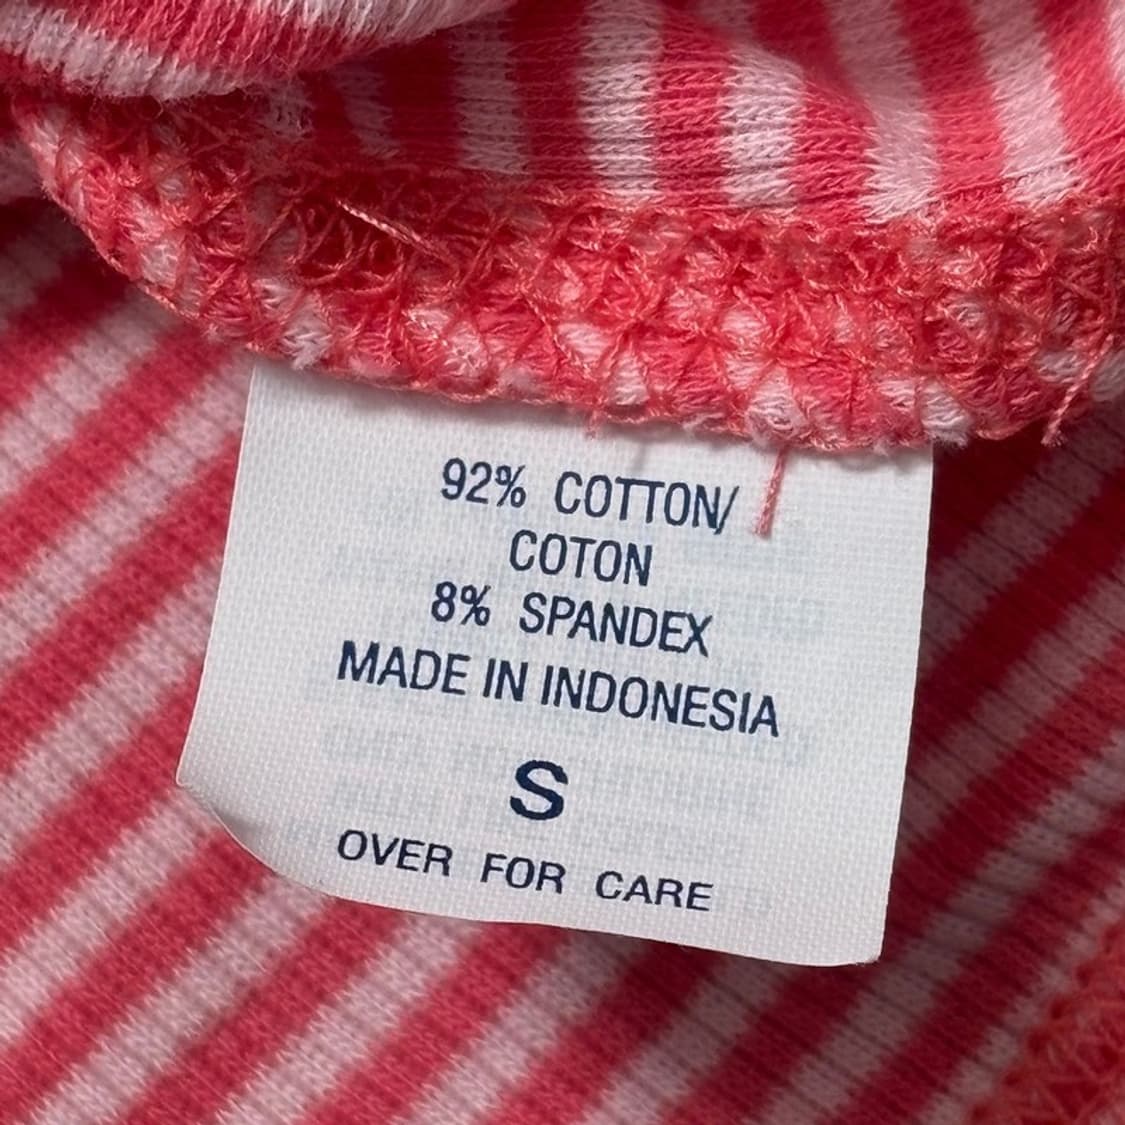 92% COTTON/
COTON
8% SPANDEX
MADE IN INDONESIA
S
OVER FOR CARE